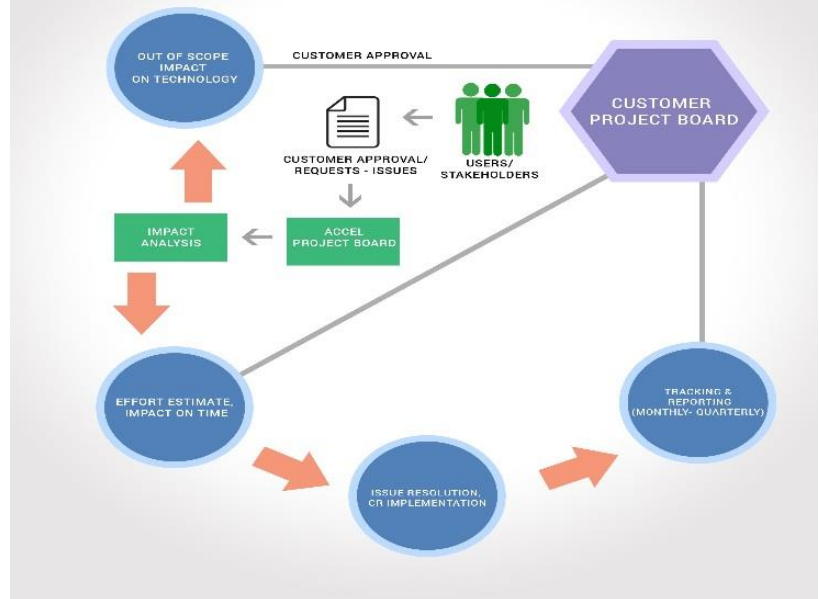 OUT OF SCOPE
IMPACT
ON TECHNOLOGY
CUSTOMER APPROVAL
CUSTOMER
PROJECT BOARD
CUSTOMER APPROVAL/
REQUESTS - ISSUES
USERS/
STAKEHOLDERS
IMPACT
ANALYSIS
ACCEL
PROJECT BOARD
EFFORT ESTIMATE,
IMPACT ON TIME
TRACKING &
REPORTING
(MONTHLY- QUARTERLY)
ISSUE RESOLUTION,
CR IMPLEMENTATION